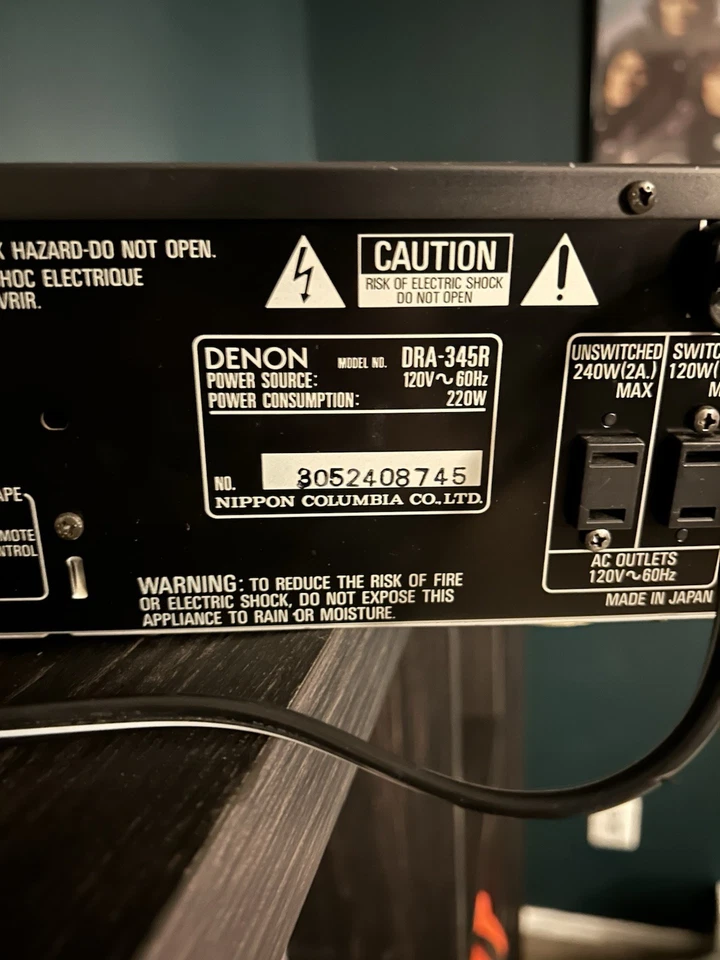 HAZARD-DO NOT OPEN.
HOC ELECTRIQUE
VRIR.
CAUTION
RISK OF ELECTRIC SHOCK
DO NOT OPEN
DENON MODEL NO. DRA-345R
POWER SOURCE: 120V~60Hz
POWER CONSUMPTION: 220W
NO. 3052408745
NIPPON COLUMBIA CO., LTD.
UNSWITCHED
240W(2A.)
MAX
SWITC
120W(
M
AC OUTLETS
120V~60Hz
MADE IN JAPAN
APE
MOTE
NTROL
WARNING: TO REDUCE THE RISK OF FIRE
OR ELECTRIC SHOCK, DO NOT EXPOSE THIS
APPLIANCE TO RAIN OR MOISTURE.